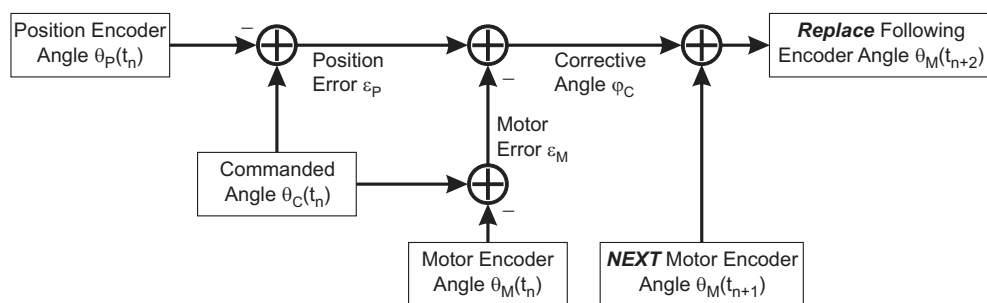 Position Encoder
Angle θP(tn)
–
Position
Error εP
–
Corrective
Angle φC
Replace Following
Encoder Angle θM(tn+2)
Motor
Error εM
Commanded
Angle θC(tn)
–
Motor Encoder
Angle θM(tn)
NEXT Motor Encoder
Angle θM(tn+1)